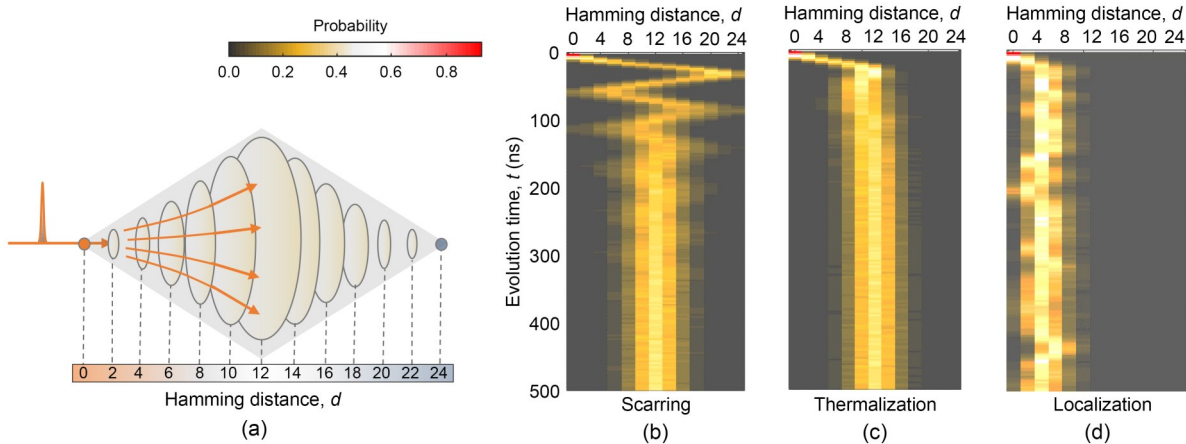 Probability
0.0 0.2 0.4 0.6 0.8
0 2 4 6 8 10 12 14 16 18 20 22 24
Hamming distance, d
(a)
Hamming distance, d
0 4 8 12 16 20 24
Evolution time, t (ns)
0
100
200
300
400
500
Scarring
(b)
Hamming distance, d
0 4 8 12 16 20 24
Thermalization
(c)
Hamming distance, d
0 4 8 12 16 20 24
Localization
(d)